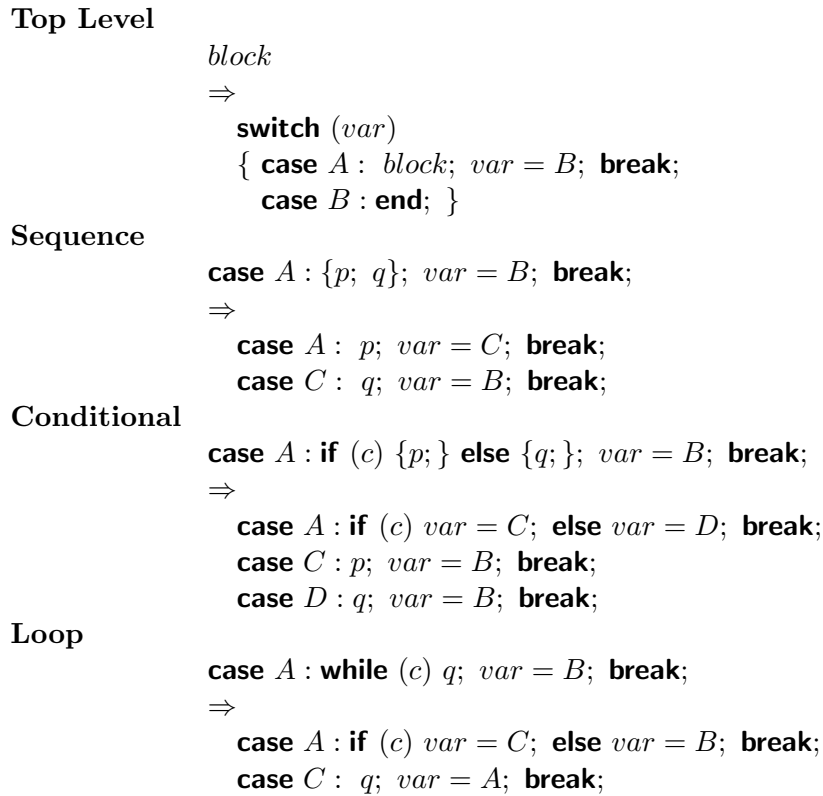 Top Level
block
⇒
switch (var)
{ case A : block; var = B; break;
case B : end; }
Sequence
case A : {p; q}; var = B; break;
⇒
case A : p; var = C; break;
case C : q; var = B; break;
Conditional
case A : if (c) {p; } else {q; }; var = B; break;
⇒
case A : if (c) var = C; else var = D; break;
case C : p; var = B; break;
case D : q; var = B; break;
Loop
case A : while (c) q; var = B; break;
⇒
case A : if (c) var = C; else var = B; break;
case C : q; var = A; break;